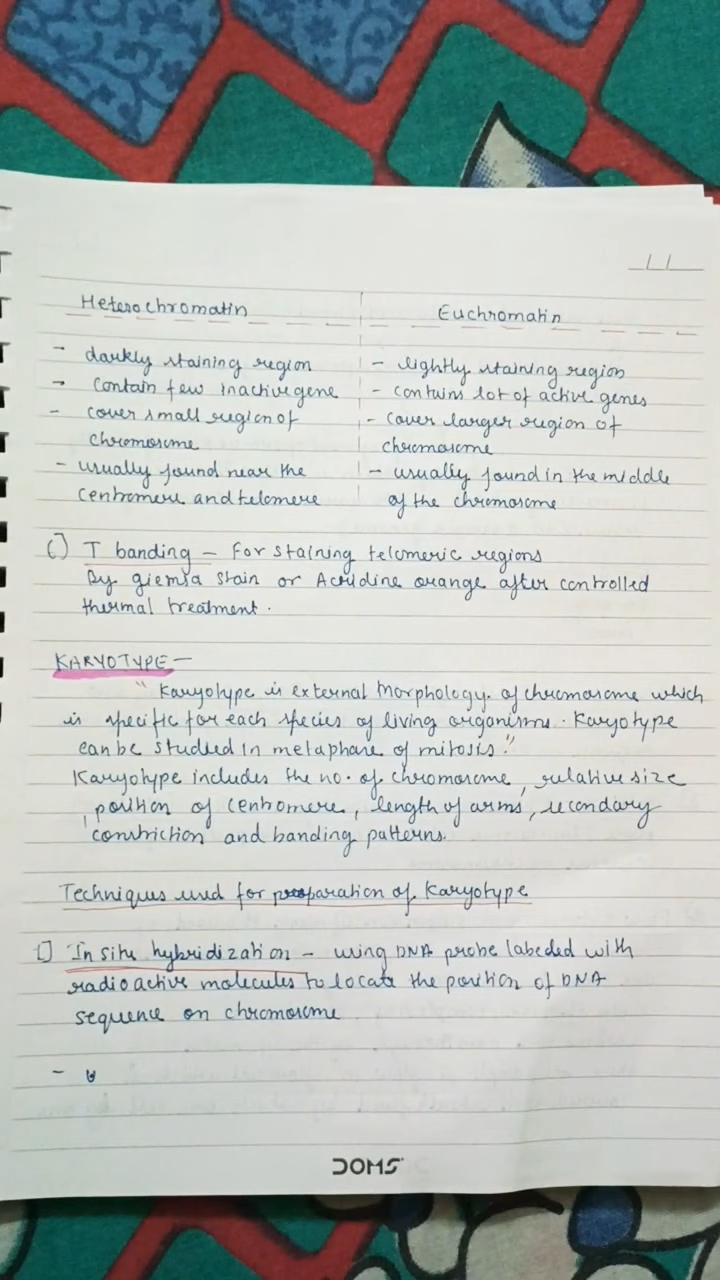 Heterochromatin
Euchromatin
- darkly staining region
- lightly staining region
- contain few inactive gene
- contains lot of active genes
- cover small region of
chromosome
- cover larger region of
chromosome
- usually found near the
centromere and telomere
- usually found in the middle
of the chromosome
C) T banding - For staining telomeric regions
By giemsa stain or Acridine orange after controlled
thermal treatment.
KARYOTYPE -
" Karyotype is external Morphology. of chromosome which
is specific for each species of living organisms. Karyotype
can be studied in metaphase of mitosis."
Karyotype includes the no. of chromosome, relative size
, position of centromere, length of arms, secondary
constriction and banding patterns.
Techniques used for preparation of Karyotype
1) In situ hybridization - using DNA probe labeded with
radioactive molecules to locate the position of DNA
sequence on chromosome
-
DOMS